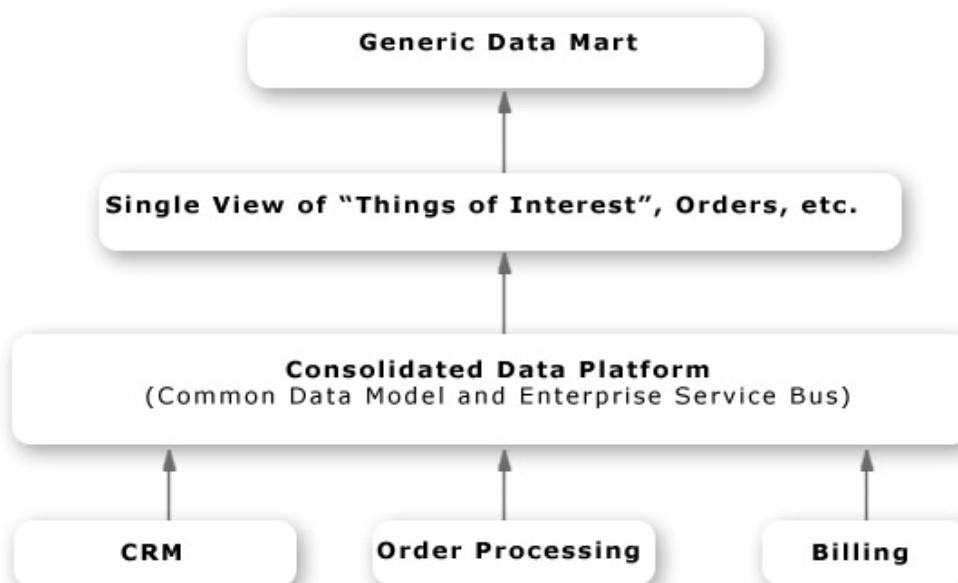 Generic Data Mart
Single View of “Things of Interest”, Orders, etc.
Consolidated Data Platform
(Common Data Model and Enterprise Service Bus)
CRM
Order Processing
Billing